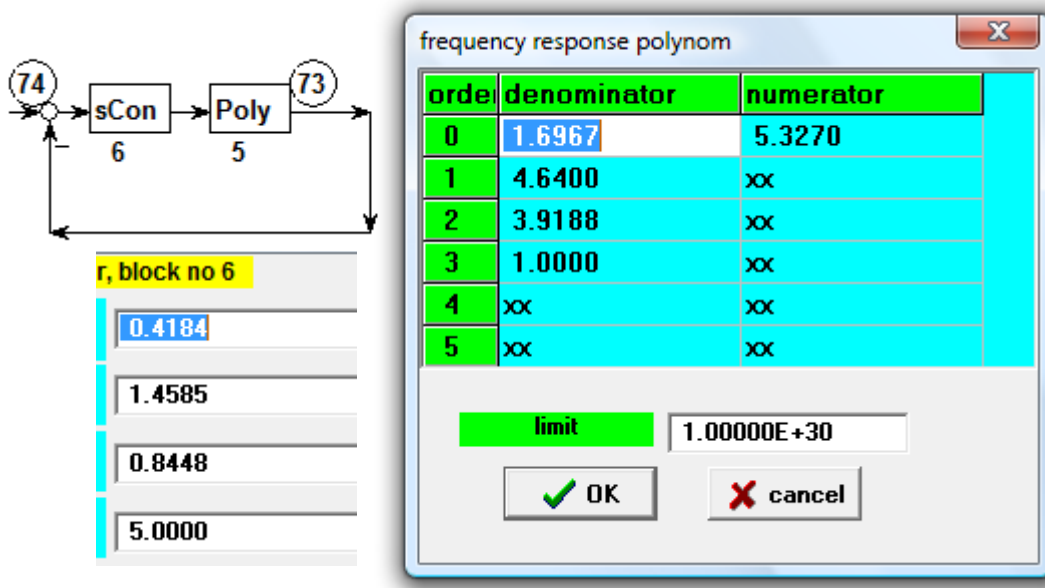 74
73
sCon
Poly
6
5
r, block no 6
0.4184
1.4585
0.8448
5.0000
frequency response polynom
orde denominator numerator
0 1.6967 5.3270
1 4.6400 xx
2 3.9188 xx
3 1.0000 xx
4 xx xx
5 xx xx
limit 1.00000E+30
OK cancel